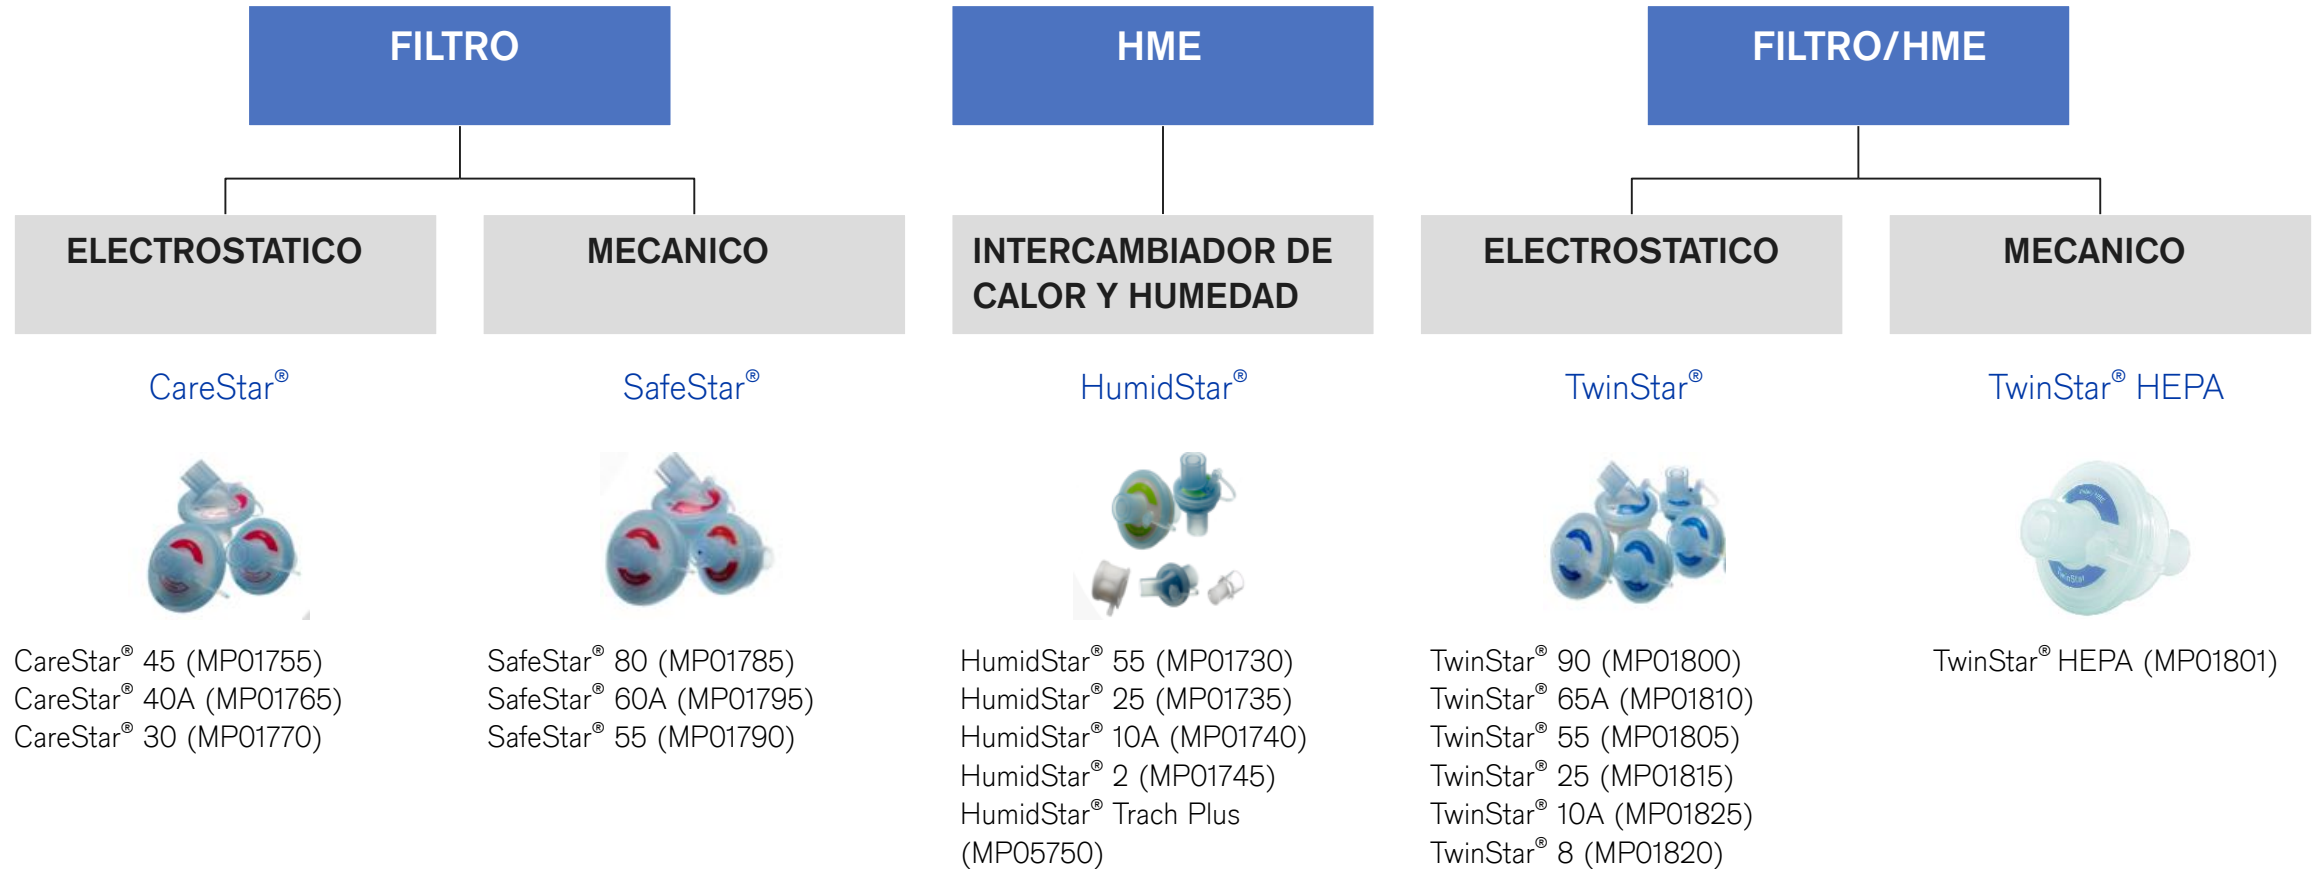 FILTRO
HME
FILTRO/HME
ELECTROSTATICO
MECANICO
INTERCAMBIADOR DE
CALOR Y HUMEDAD
ELECTROSTATICO
MECANICO
CareStar®
SafeStar®
HumidStar®
TwinStar®
TwinStar® HEPA
TwinStar
CareStar® 45 (MP01755)
CareStar® 40A (MP01765)
CareStar® 30 (MP01770)
SafeStar® 80 (MP01785)
SafeStar® 60A (MP01795)
SafeStar® 55 (MP01790)
HumidStar® 55 (MP01730)
HumidStar® 25 (MP01735)
HumidStar® 10A (MP01740)
HumidStar® 2 (MP01745)
HumidStar® Trach Plus
(MP05750)
TwinStar® 90 (MP01800)
TwinStar® 65A (MP01810)
TwinStar® 55 (MP01805)
TwinStar® 25 (MP01815)
TwinStar® 10A (MP01825)
TwinStar® 8 (MP01820)
TwinStar® HEPA (MP01801)